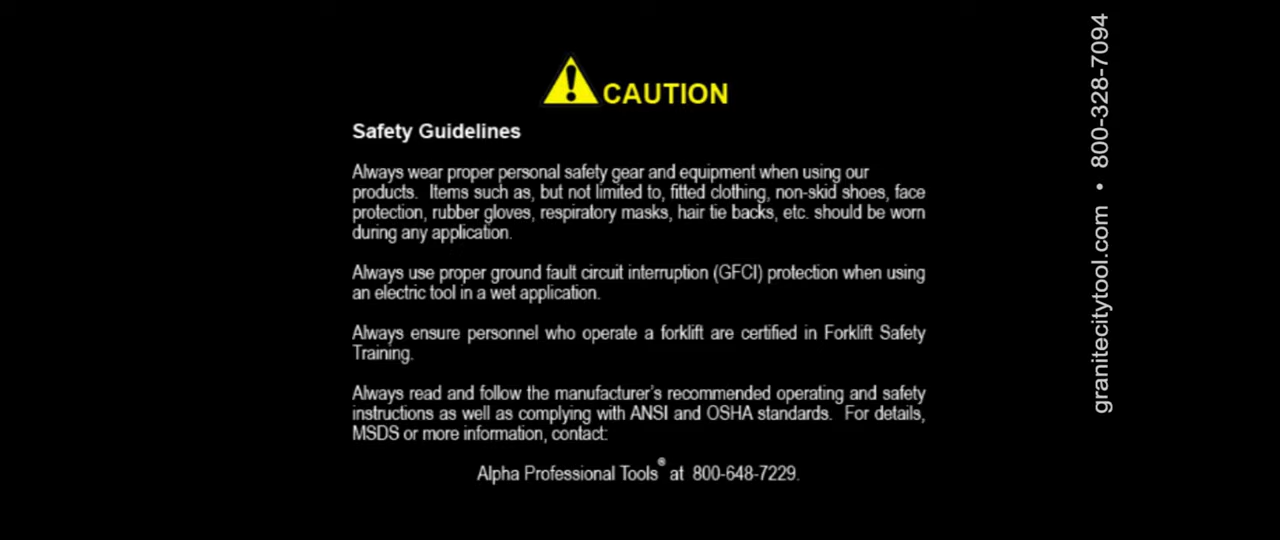 CAUTION
Safety Guidelines
Always wear proper personal safety gear and equipment when using our
products.  Items such as, but not limited to, fitted clothing, non-skid shoes, face
protection, rubber gloves, respiratory masks, hair tie backs, etc. should be worn
during any application.
Always use proper ground fault circuit interruption (GFCI) protection when using
an electric tool in a wet application.
Always ensure personnel who operate a forklift are certified in Forklift Safety
Training.
Always read and follow the manufacturer's recommended operating and safety
instructions as well as complying with ANSI and OSHA standards.  For details,
MSDS or more information, contact:
Alpha Professional Tools® at 800-648-7229.
granitecitytool.com • 800-328-7094